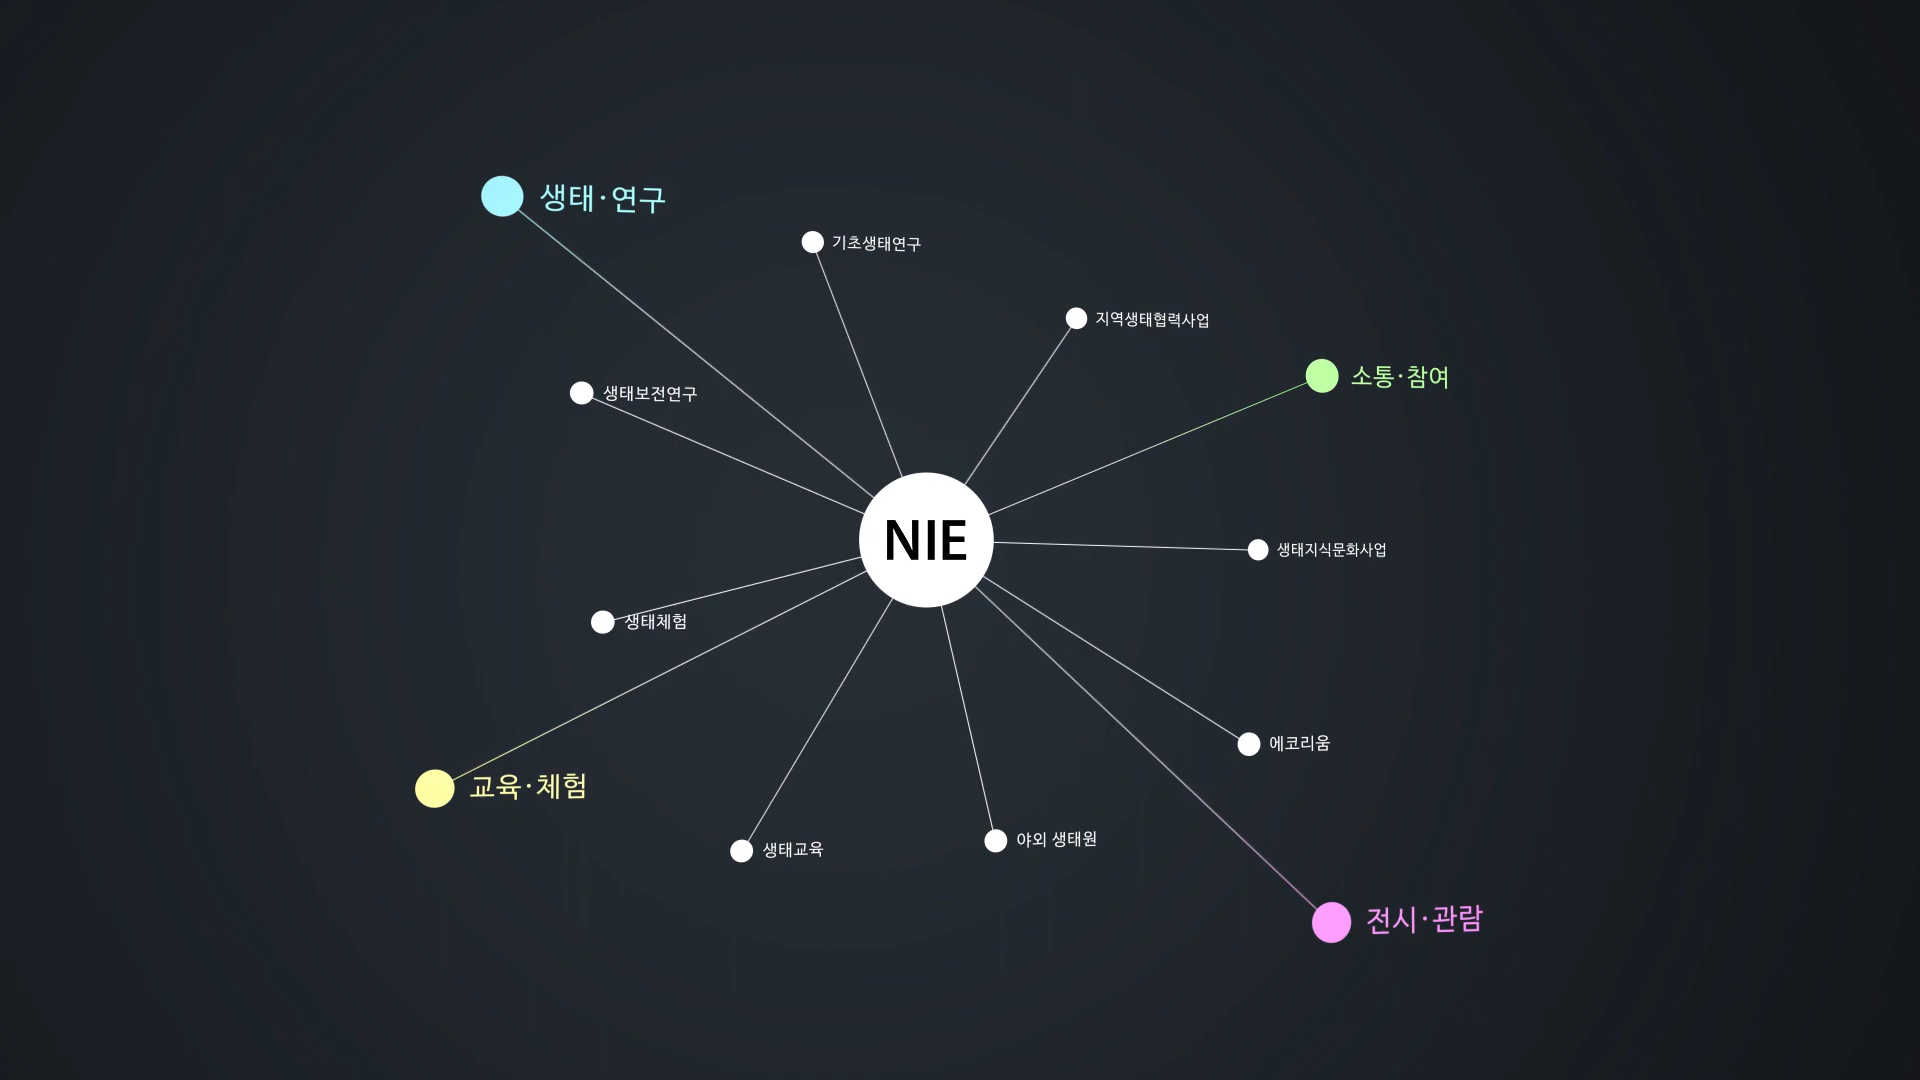 생태·연구
기초생태연구
지역생태협력사업
소통·참여
생태보전연구
NIE
생태지식문화사업
생태체험
에코리움
교육·체험
야외 생태원
생태교육
전시·관람